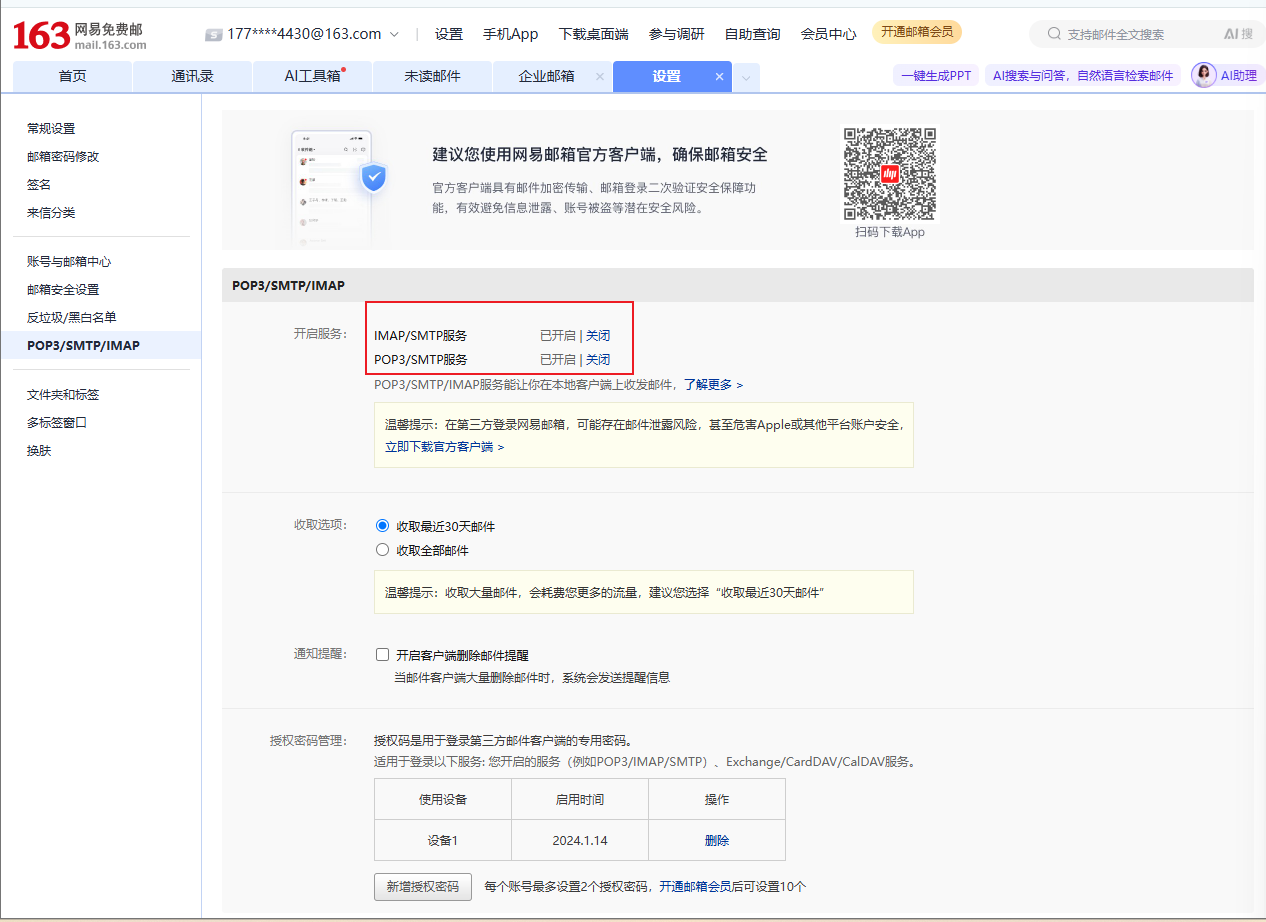 163 网易免费邮
mail.163.com
177****4430@163.com
设置 手机App 下载桌面端 参与调研 自助查询 会员中心 开通邮箱会员
支持邮件全文搜索 AI搜
首页 通讯录 AI工具箱 未读邮件 企业邮箱 × 设置 ×
一键生成PPT AI搜索与问答，自然语言检索邮件 AI助理
常规设置
邮箱密码修改
签名
来信分类
账号与邮箱中心
邮箱安全设置
反垃圾/黑白名单
POP3/SMTP/IMAP
文件夹和标签
多标签窗口
换肤
建议您使用网易邮箱官方客户端，确保邮箱安全
官方客户端具有邮件加密传输、邮箱登录二次验证安全保障功
能，有效避免信息泄露、账号被盗等潜在安全风险。
扫码下载App
POP3/SMTP/IMAP
开启服务：
IMAP/SMTP服务 已开启 | 关闭
POP3/SMTP服务 已开启 | 关闭
POP3/SMTP/IMAP服务能让你在本地客户端上收发邮件，了解更多 >
温馨提示：在第三方登录网易邮箱，可能存在邮件泄露风险，甚至危害Apple或其他平台账户安全，
立即下载官方客户端 >
收取选项：
收取最近30天邮件
收取全部邮件
温馨提示：收取大量邮件，会耗费您更多的流量，建议您选择“收取最近30天邮件”
通知提醒：
开启客户端删除邮件提醒
当邮件客户端大量删除邮件时，系统会发送提醒信息
授权密码管理：
授权码是用于登录第三方邮件客户端的专用密码。
适用于登录以下服务: 您开启的服务（例如POP3/IMAP/SMTP）、Exchange/CardDAV/CalDAV服务。
使用设备 启用时间 操作
设备1 2024.1.14 删除
新增授权密码 每个账号最多设置2个授权密码，开通邮箱会员后可设置10个